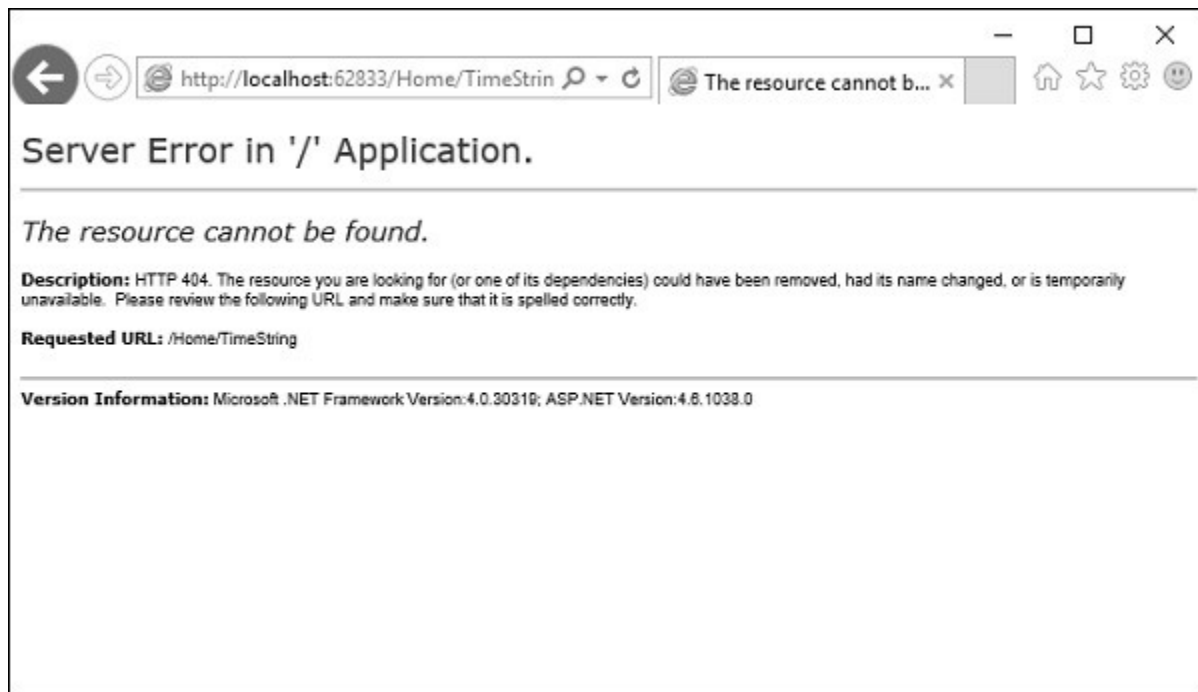 http://localhost:62833/Home/TimeStrin
The resource cannot b...
Server Error in '/' Application.
The resource cannot be found.
Description: HTTP 404. The resource you are looking for (or one of its dependencies) could have been removed, had its name changed, or is temporarily
unavailable.  Please review the following URL and make sure that it is spelled correctly.
Requested URL: /Home/TimeString
Version Information: Microsoft .NET Framework Version:4.0.30319; ASP.NET Version:4.6.1038.0